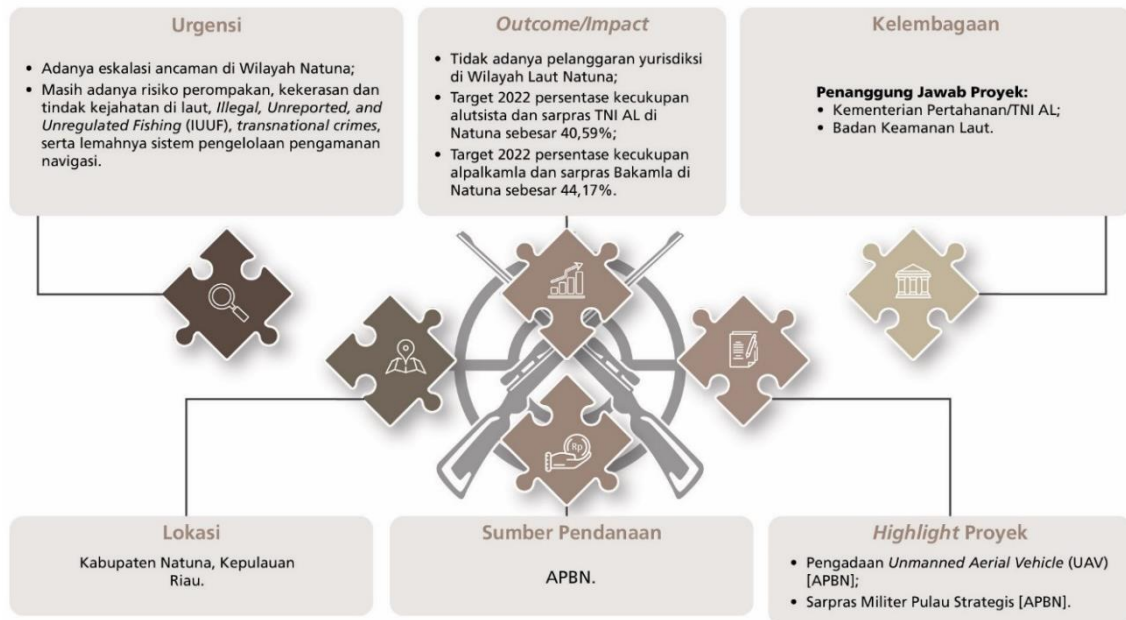 Urgensi
• Adanya eskalasi ancaman di Wilayah Natuna;
• Masih adanya risiko perompakan, kekerasan dan
tindak kejahatan di laut, Illegal, Unreported, and
Unregulated Fishing (IUUF), transnational crimes,
serta lemahnya sistem pengelolaan pengamanan
navigasi.
Outcome/Impact
• Tidak adanya pelanggaran yurisdiksi
di Wilayah Laut Natuna;
• Target 2022 persentase kecukupan
alutsista dan sarpras TNI AL di
Natuna sebesar 40,59%;
• Target 2022 persentase kecukupan
alpalkamla dan sarpras Bakamla di
Natuna sebesar 44,17%.
Kelembagaan
Penanggung Jawab Proyek:
• Kementerian Pertahanan/TNI AL;
• Badan Keamanan Laut.
Rp
Lokasi
Kabupaten Natuna, Kepulauan
Riau.
Sumber Pendanaan
APBN.
Highlight Proyek
• Pengadaan Unmanned Aerial Vehicle (UAV)
[APBN];
• Sarpras Militer Pulau Strategis [APBN].